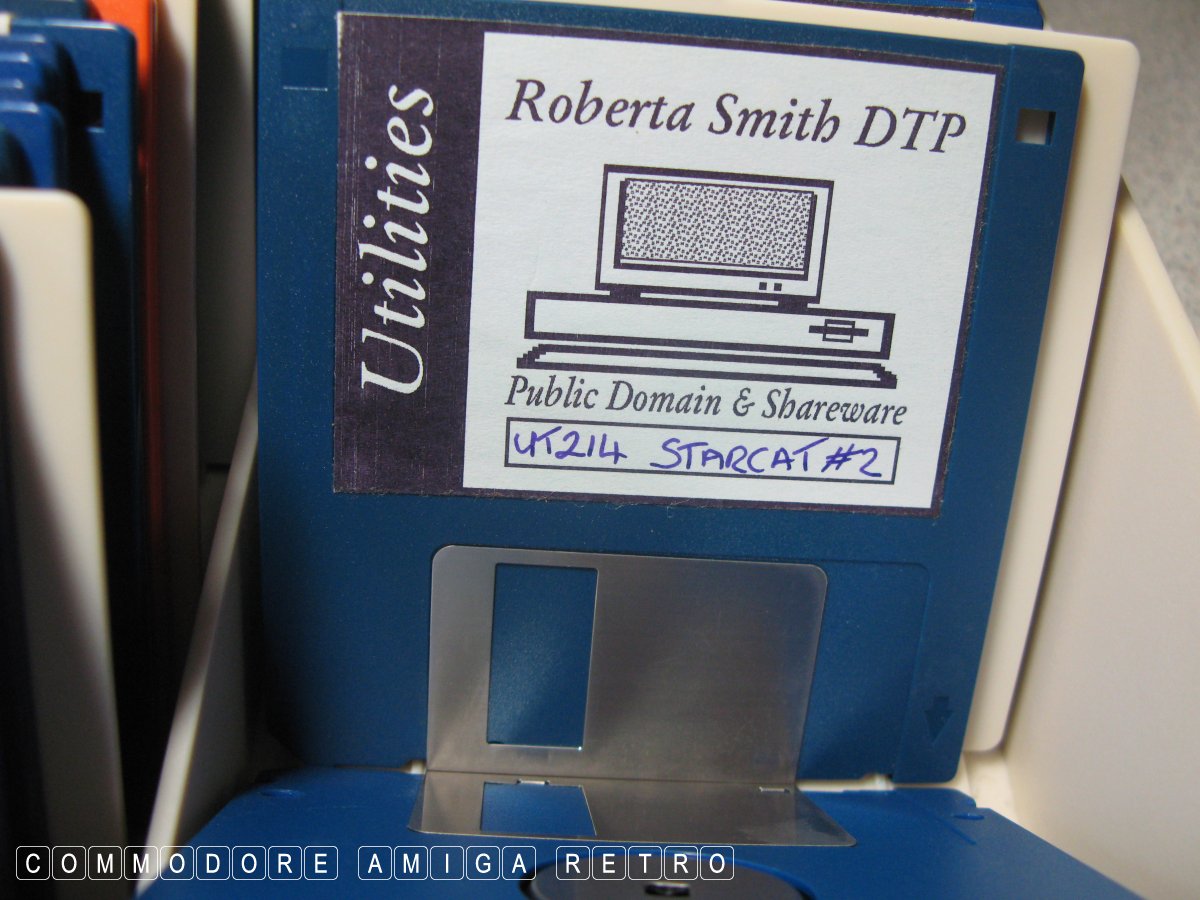 Utilities
Roberta Smith DTP
Public Domain & Shareware
UT214 STARCAT #2
COMMODORE AMIGA RETRO